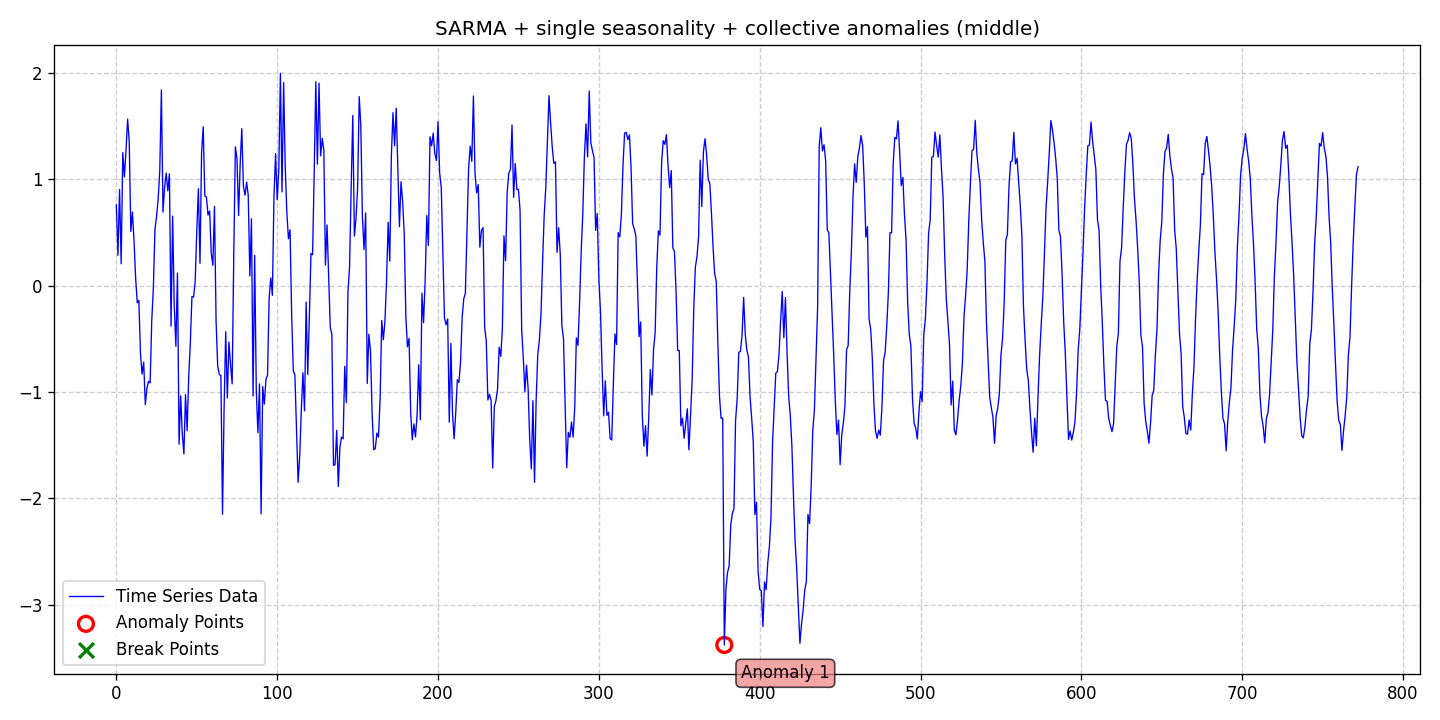 SARMA + single seasonality + collective anomalies (middle)
2
1
0
−1
−2
−3
Time Series Data
Anomaly Points
Break Points
Anomaly 1
0 100 200 300 400 500 600 700 800